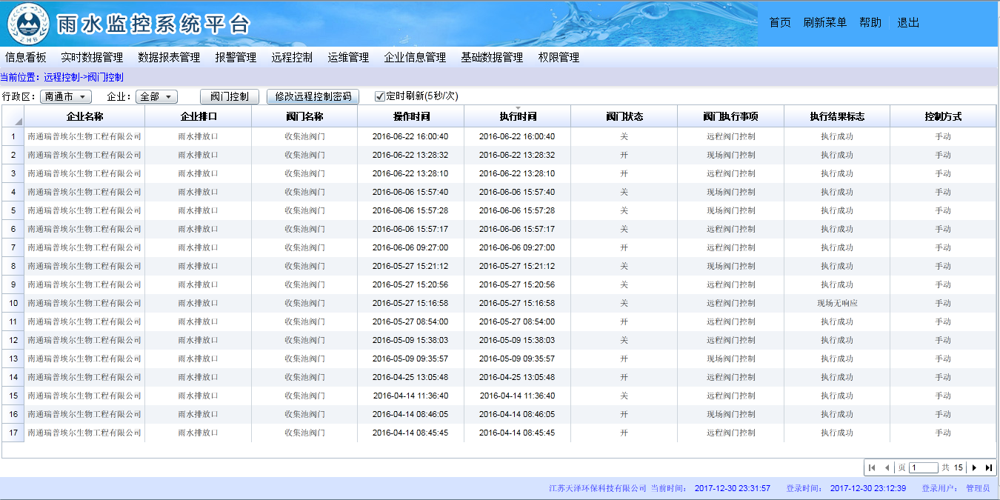 ZHB
雨水监控系统平台
首页 刷新菜单 帮助 退出
信息看板 实时数据管理 数据报表管理 报警管理 远程控制 运维管理 企业信息管理 基础数据管理 权限管理
当前位置：远程控制->阀门控制
行政区： 南通市 企业： 全部 阀门控制 修改远程控制密码 定时刷新(5秒/次)
企业名称 企业排口 阀门名称 操作时间 执行时间 阀门状态 阀门执行事项 执行结果标志 控制方式
1 南通瑞普埃尔生物工程有限公司 雨水排放口 收集池阀门 2016-06-22 16:00:40 2016-06-22 16:00:40 关 远程阀门控制 执行成功 手动
2 南通瑞普埃尔生物工程有限公司 雨水排放口 收集池阀门 2016-06-22 13:28:32 2016-06-22 13:28:32 开 现场阀门控制 执行成功 手动
3 南通瑞普埃尔生物工程有限公司 雨水排放口 收集池阀门 2016-06-22 13:28:10 2016-06-22 13:28:10 开 远程阀门控制 执行成功 手动
4 南通瑞普埃尔生物工程有限公司 雨水排放口 收集池阀门 2016-06-06 15:57:40 2016-06-06 15:57:40 关 现场阀门控制 执行成功 手动
5 南通瑞普埃尔生物工程有限公司 雨水排放口 收集池阀门 2016-06-06 15:57:28 2016-06-06 15:57:28 关 现场阀门控制 执行成功 手动
6 南通瑞普埃尔生物工程有限公司 雨水排放口 收集池阀门 2016-06-06 15:57:17 2016-06-06 15:57:17 关 远程阀门控制 执行成功 手动
7 南通瑞普埃尔生物工程有限公司 雨水排放口 收集池阀门 2016-06-06 09:27:00 2016-06-06 09:27:00 开 远程阀门控制 执行成功 手动
8 南通瑞普埃尔生物工程有限公司 雨水排放口 收集池阀门 2016-05-27 15:21:12 2016-05-27 15:21:12 关 现场阀门控制 执行成功 手动
9 南通瑞普埃尔生物工程有限公司 雨水排放口 收集池阀门 2016-05-27 15:20:56 2016-05-27 15:20:56 关 远程阀门控制 执行成功 手动
10 南通瑞普埃尔生物工程有限公司 雨水排放口 收集池阀门 2016-05-27 15:16:58 2016-05-27 15:16:58 关 远程阀门控制 现场无响应 手动
11 南通瑞普埃尔生物工程有限公司 雨水排放口 收集池阀门 2016-05-27 08:54:00 2016-05-27 08:54:00 开 远程阀门控制 执行成功 手动
12 南通瑞普埃尔生物工程有限公司 雨水排放口 收集池阀门 2016-05-09 15:38:03 2016-05-09 15:38:03 关 远程阀门控制 执行成功 手动
13 南通瑞普埃尔生物工程有限公司 雨水排放口 收集池阀门 2016-05-09 09:35:57 2016-05-09 09:35:57 开 现场阀门控制 执行成功 手动
14 南通瑞普埃尔生物工程有限公司 雨水排放口 收集池阀门 2016-04-25 13:05:48 2016-04-25 13:05:48 开 远程阀门控制 执行成功 手动
15 南通瑞普埃尔生物工程有限公司 雨水排放口 收集池阀门 2016-04-14 11:36:40 2016-04-14 11:36:40 关 远程阀门控制 执行成功 手动
16 南通瑞普埃尔生物工程有限公司 雨水排放口 收集池阀门 2016-04-14 08:46:05 2016-04-14 08:46:05 开 现场阀门控制 执行成功 手动
17 南通瑞普埃尔生物工程有限公司 雨水排放口 收集池阀门 2016-04-14 08:45:45 2016-04-14 08:45:45 开 远程阀门控制 执行成功 手动
页 1 共 15
江苏天泽环保科技有限公司 当前时间： 2017-12-30 23:31:57 登录时间： 2017-12-30 23:12:39 登录用户： 管理员